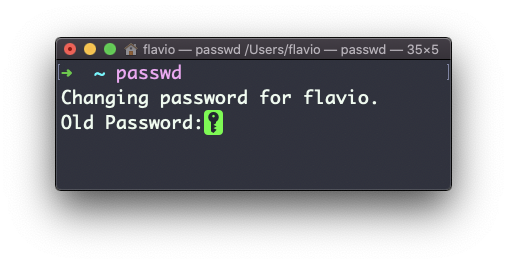 flavio — passwd /Users/flavio — passwd — 35×5
➜ ~ passwd
Changing password for flavio.
Old Password: